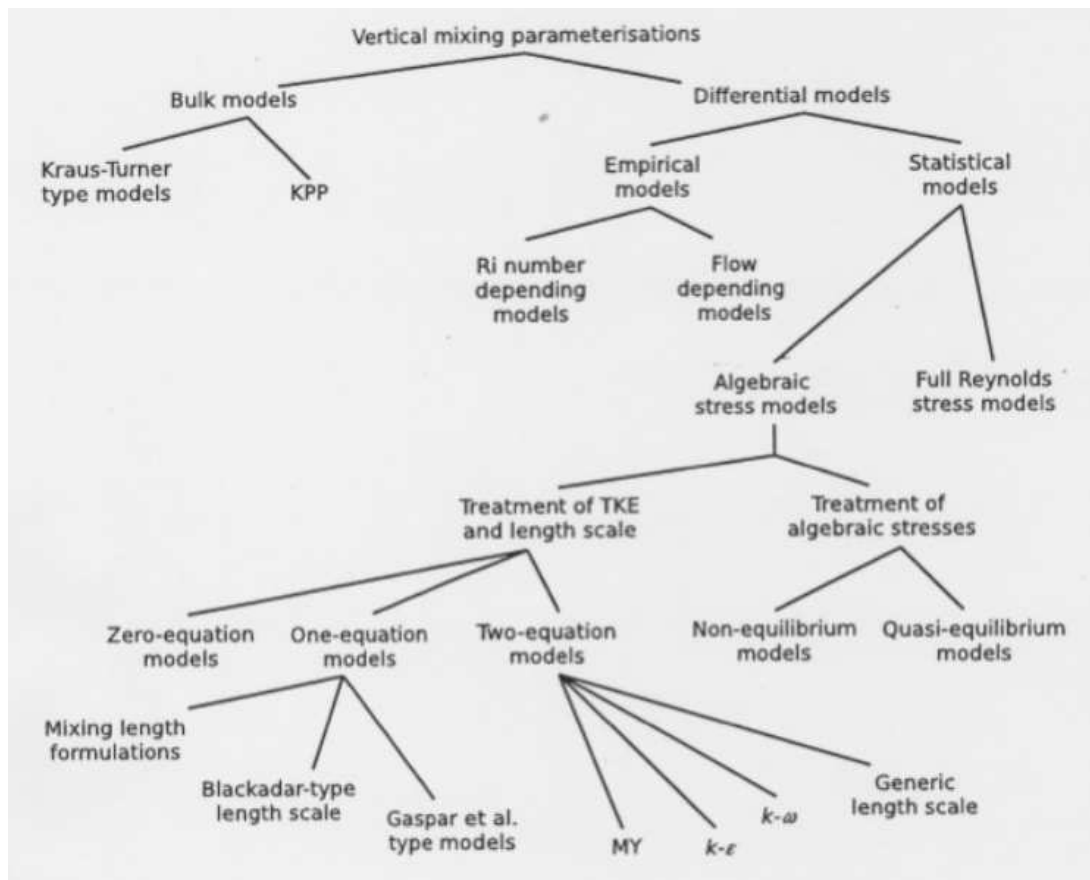 Vertical mixing parameterisations
Bulk models
Differential models
Kraus-Turner
type models
KPP
Empirical
models
Statistical
models
Ri number
depending
models
Flow
depending
models
Algebraic
stress models
Full Reynolds
stress models
Treatment of TKE
and length scale
Treatment of
algebraic stresses
Zero-equation
models
One-equation
models
Two-equation
models
Non-equilibrium
models
Quasi-equilibrium
models
Mixing length
formulations
Blackadar-type
length scale
Gaspar et al.
type models
MY
k-ε
k-ω
Generic
length scale